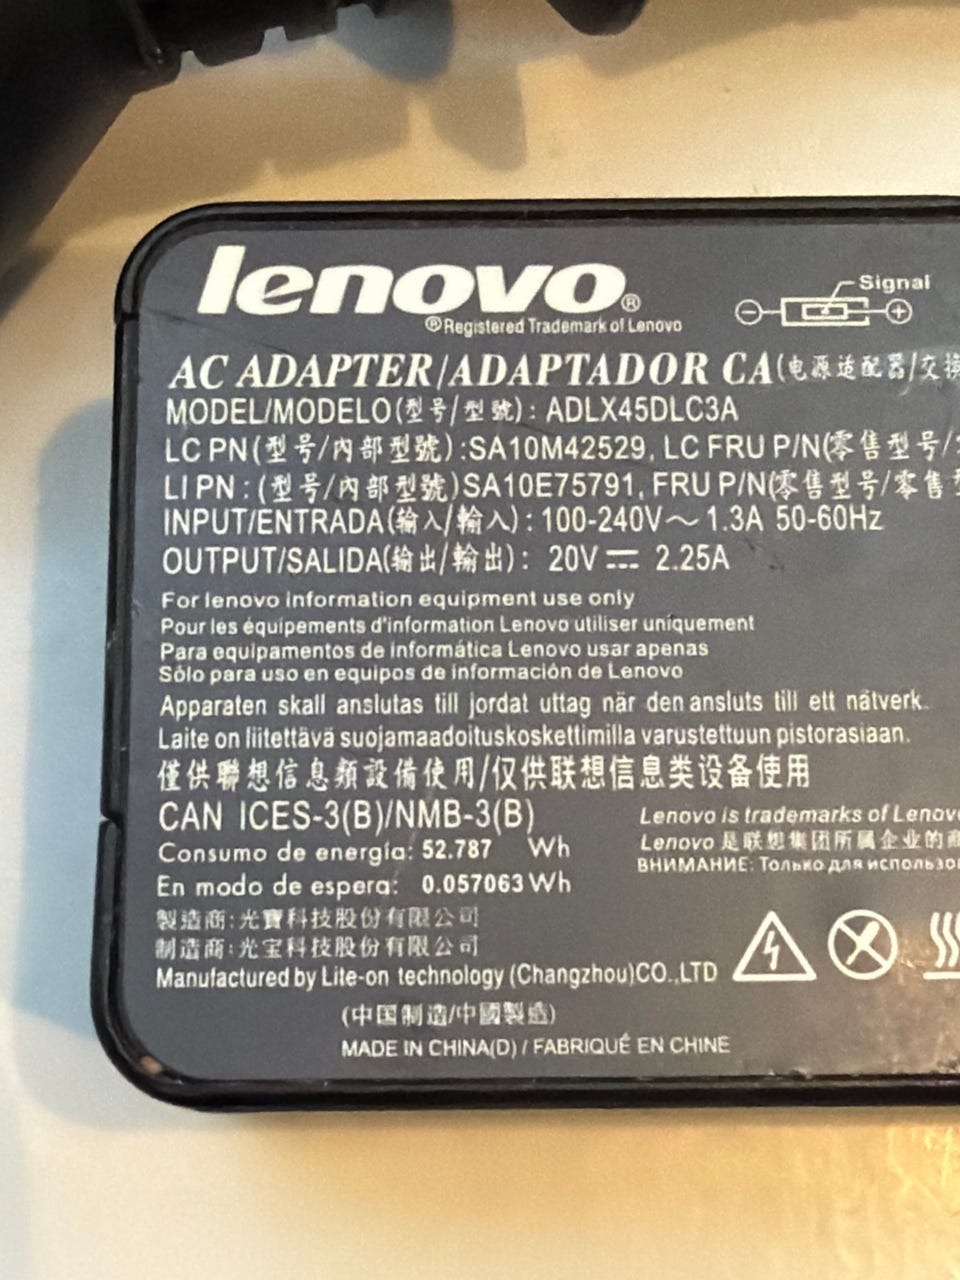 lenovo®
®Registered Trademark of Lenovo
Signal
AC ADAPTER/ADAPTADOR CA(电源适配器/交換
MODEL/MODELO(型号/型號): ADLX45DLC3A
LC PN(型号/內部型號):SA10M42529, LC FRU P/N(零售型号/
LI PN : (型号/內部型號)SA10E75791, FRU P/N(零售型号/零售
INPUT/ENTRADA(输入/輸入): 100-240V～ 1.3A 50-60Hz
OUTPUT/SALIDA(输出/輸出): 20V ⎓ 2.25A
For lenovo information equipment use only
Pour les équipements d'information Lenovo utiliser uniquement
Para equipamentos de informática Lenovo usar apenas
Sólo para uso en equipos de información de Lenovo
Apparaten skall anslutas till jordat uttag när den ansluts till ett nätverk.
Laite on liitettävä suojamaadoituskoskettimilla varustettuun pistorasiaan.
僅供聯想信息類設備使用/仅供联想信息类设备使用
CAN ICES-3(B)/NMB-3(B)
Consumo de energía: 52.787 Wh
En modo de espera: 0.057063 Wh
Lenovo is trademarks of Lenovo
Lenovo 是联想集团所属企业的商
ВНИМАНИЕ: Только для использо
製造商:光寶科技股份有限公司
制造商:光宝科技股份有限公司
Manufactured by Lite-on technology (Changzhou)CO.,LTD
(中国制造/中國製造)
MADE IN CHINA(D) / FABRIQUÉ EN CHINE